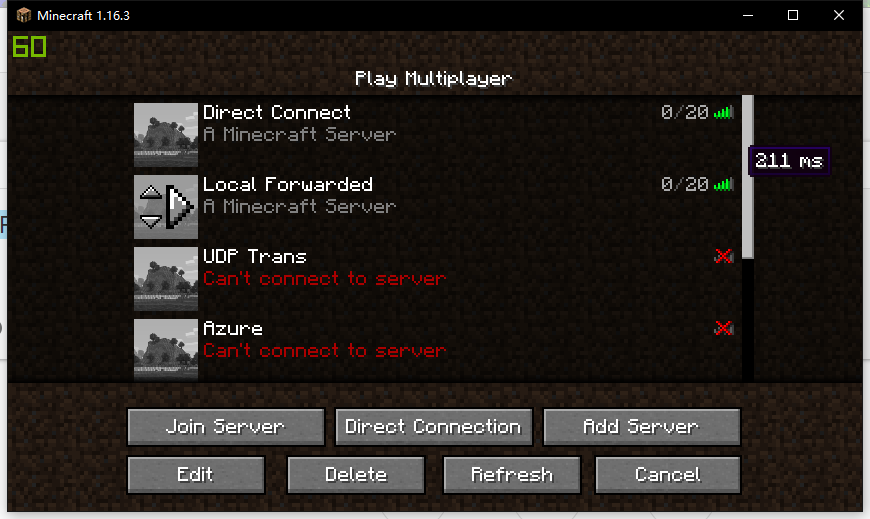 Minecraft 1.16.3
60
Play Multiplayer
Direct Connect 0/20
A Minecraft Server
211 ms
Local Forwarded 0/20
A Minecraft Server
UDP Trans
Can't connect to server
Azure
Can't connect to server
Join Server Direct Connection Add Server
Edit Delete Refresh Cancel